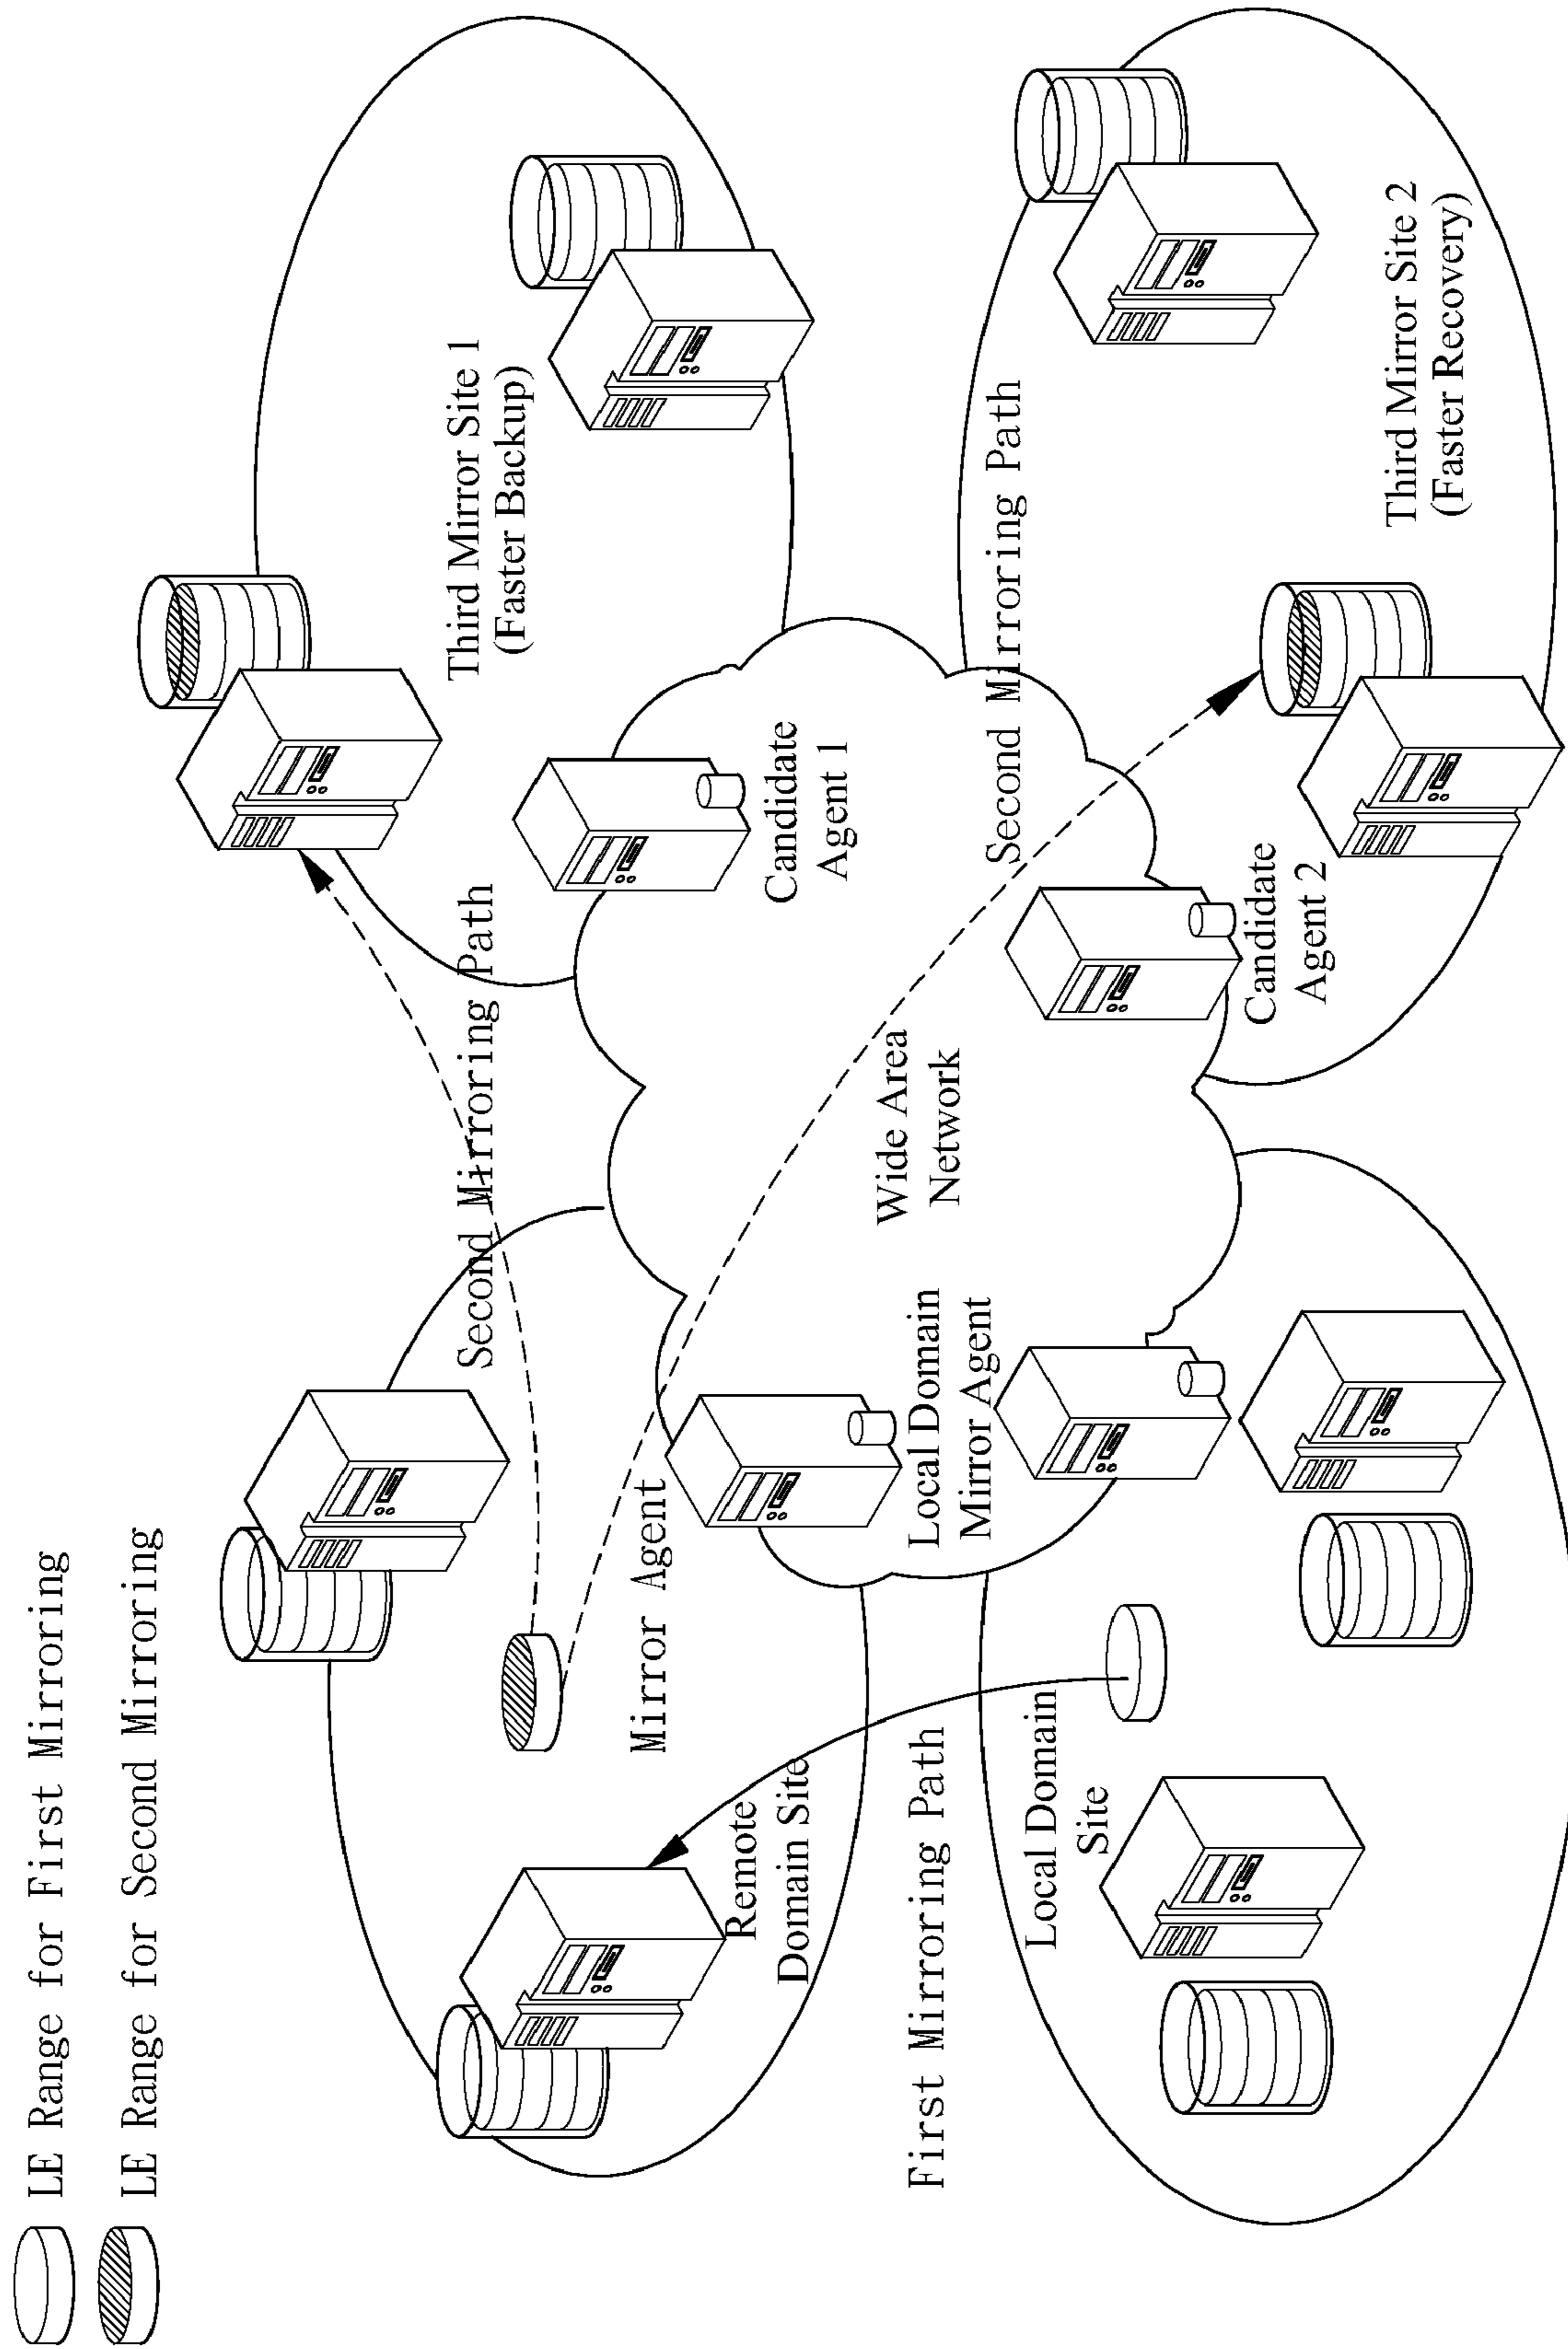 LE Range for First Mirroring
LE Range for Second Mirroring
Second Mirroring Path
Third Mirror Site 1
(Faster Backup)
Mirror Agent
Remote
Domain Site
Candidate
Agent 1
Wide Area
Network
Local Domain
Mirror Agent
First Mirroring Path
Second Mirroring Path
Local Domain
Site
Candidate
Agent 2
Third Mirror Site 2
(Faster Recovery)